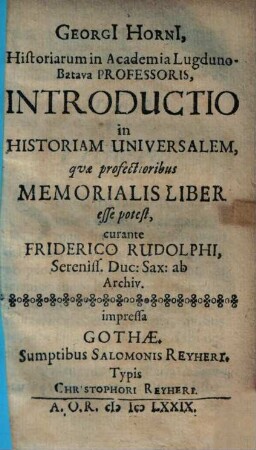 GEORGI HORNI,
Hiſtoriarum in Academia Lugduno-
Batava PROFESSORIS,
INTRODUCTIO
in
HISTORIAM UNIVERSALEM,
quæ profectioribus
MEMORIALIS LIBER
eſſe poteſt,
curante
FRIDERICO RUDOLPHI,
Sereniſſ. Duc: Sax: ab
Archiv.
impreſſa
GOTHÆ.
Sumptibus SALOMONIS REYHERI.
Typis
CHRISTOPHORI REYHERI.
A. O. R. cIↄ Iↄc LXXIX.